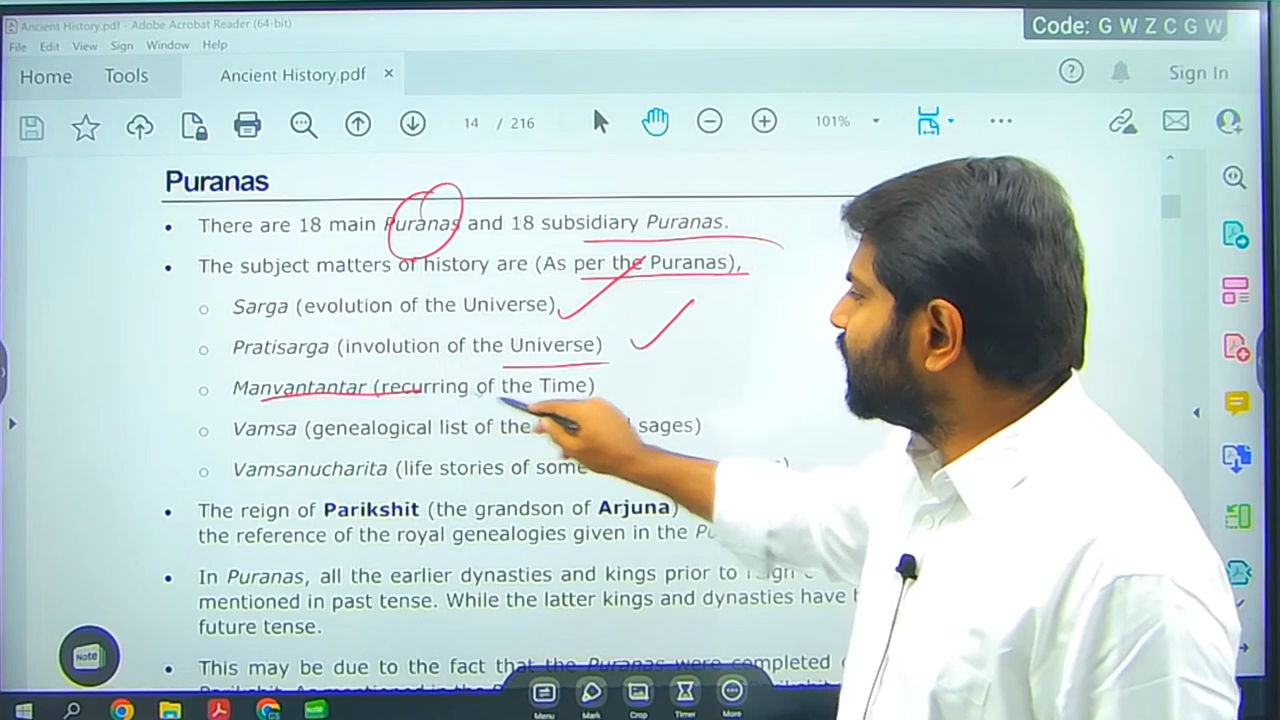 Ancient History.pdf - Adobe Acrobat Reader (64-bit)
Code: G W Z C G W
File Edit View Sign Window Help
Home Tools Ancient History.pdf × Sign In
14 / 216 101%
Puranas
• There are 18 main Puranas and 18 subsidiary Puranas.
• The subject matters of history are (As per the Puranas),
o Sarga (evolution of the Universe),
o Pratisarga (involution of the Universe)
o Manvantantar (recurring of the Time)
o Vamsa (genealogical list of the sages)
o Vamsanucharita (life stories of some )
• The reign of Parikshit (the grandson of Arjuna)
the reference of the royal genealogies given in the
• In Puranas, all the earlier dynasties and kings prior to
mentioned in past tense. While the latter kings and dynasties have
future tense.
• This may be due to the fact that the Puranas were completed
Note
Menu Mark Crop Timer More